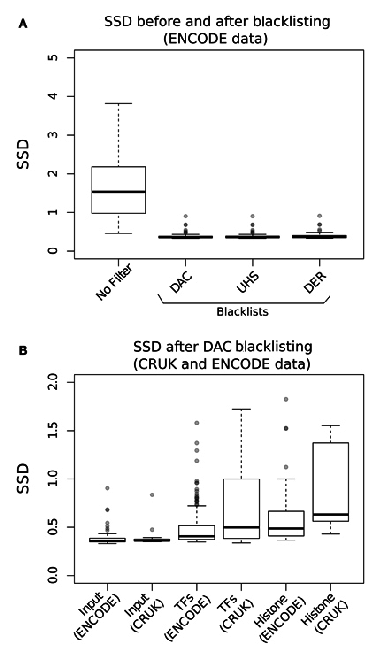 A
SSD before and after blacklisting
(ENCODE data)
5
4
3
2
1
0
SSD
No Filter
DAC
UHS
DER
Blacklists
B
SSD after DAC blacklisting
(CRUK and ENCODE data)
2.0
1.5
1.0
0.5
0.0
SSD
Input
(ENCODE)
Input
(CRUK)
TFs
(ENCODE)
TFs
(CRUK)
Histone
(ENCODE)
Histone
(CRUK)